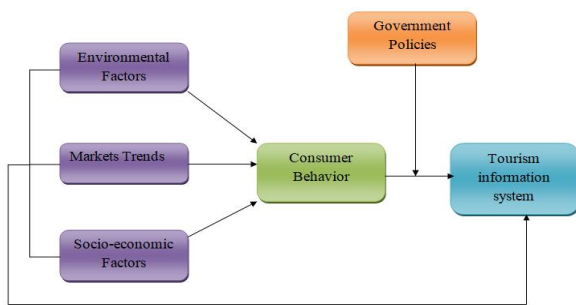 Government
Policies
Environmental
Factors
Markets Trends
Consumer
Behavior
Tourism
information
system
Socio-economic
Factors